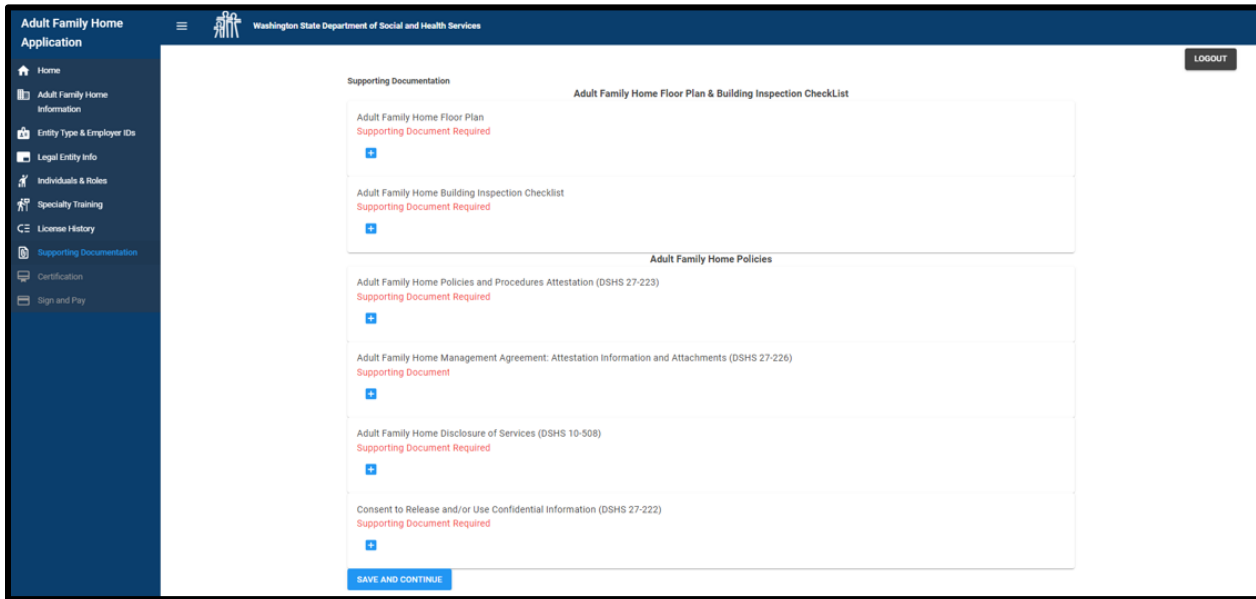 Adult Family Home
Application
Washington State Department of Social and Health Services
LOGOUT
Home
Adult Family Home
Information
Entity Type & Employer IDs
Legal Entity Info
Individuals & Roles
Specialty Training
License History
Supporting Documentation
Certification
Sign and Pay
Supporting Documentation
Adult Family Home Floor Plan & Building Inspection CheckList
Adult Family Home Floor Plan
Supporting Document Required
Adult Family Home Building Inspection Checklist
Supporting Document Required
Adult Family Home Policies
Adult Family Home Policies and Procedures Attestation (DSHS 27-223)
Supporting Document Required
Adult Family Home Management Agreement: Attestation Information and Attachments (DSHS 27-226)
Supporting Document
Adult Family Home Disclosure of Services (DSHS 10-508)
Supporting Document Required
Consent to Release and/or Use Confidential Information (DSHS 27-222)
Supporting Document Required
SAVE AND CONTINUE